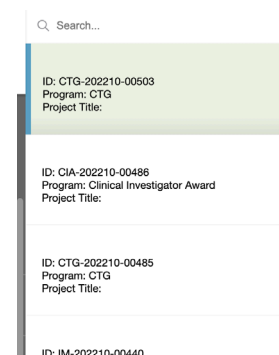 Search...
ID: CTG-202210-00503
Program: CTG
Project Title:
ID: CIA-202210-00486
Program: Clinical Investigator Award
Project Title:
ID: CTG-202210-00485
Program: CTG
Project Title:
ID: IM-202210-00440